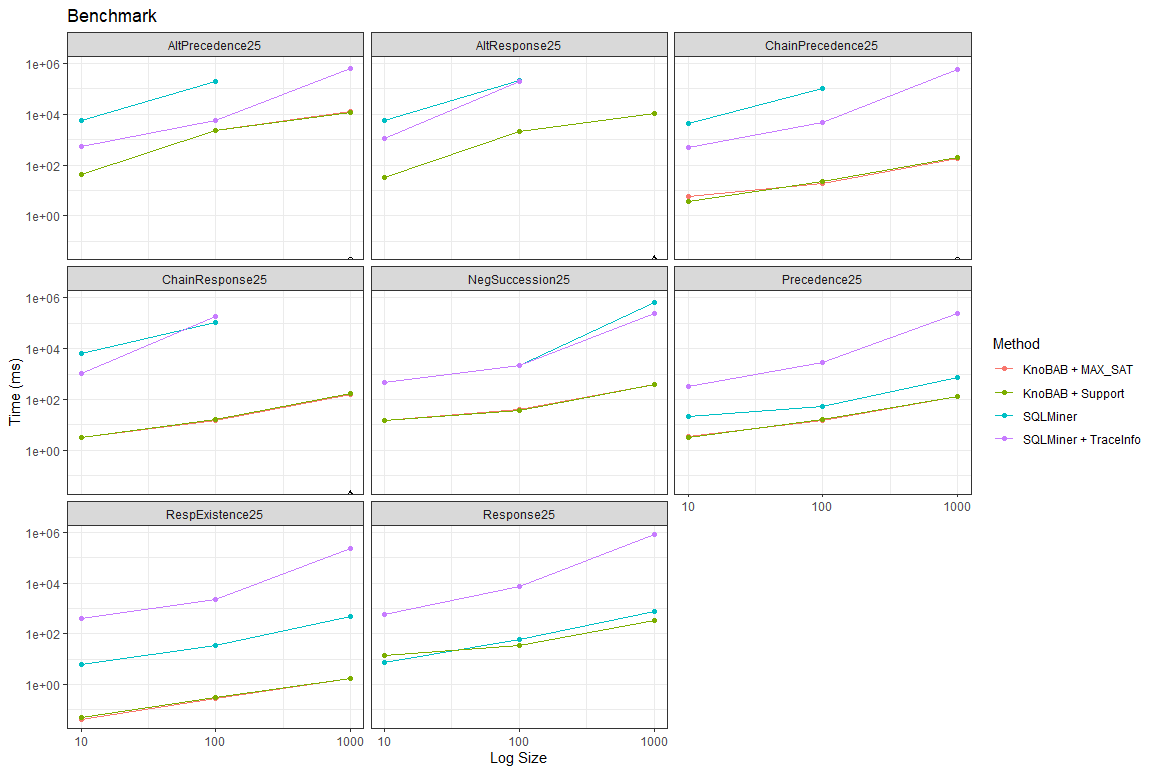 Benchmark
AltPrecedence25
AltResponse25
ChainPrecedence25
1e+06
1e+04
1e+02
1e+00
ChainResponse25
NegSuccession25
Precedence25
1e+06
1e+04
1e+02
1e+00
10
100
1000
RespExistence25
Response25
1e+06
1e+04
1e+02
1e+00
10
100
1000
10
100
1000
Time (ms)
Log Size
Method
KnoBAB + MAX_SAT
KnoBAB + Support
SQLMiner
SQLMiner + TraceInfo